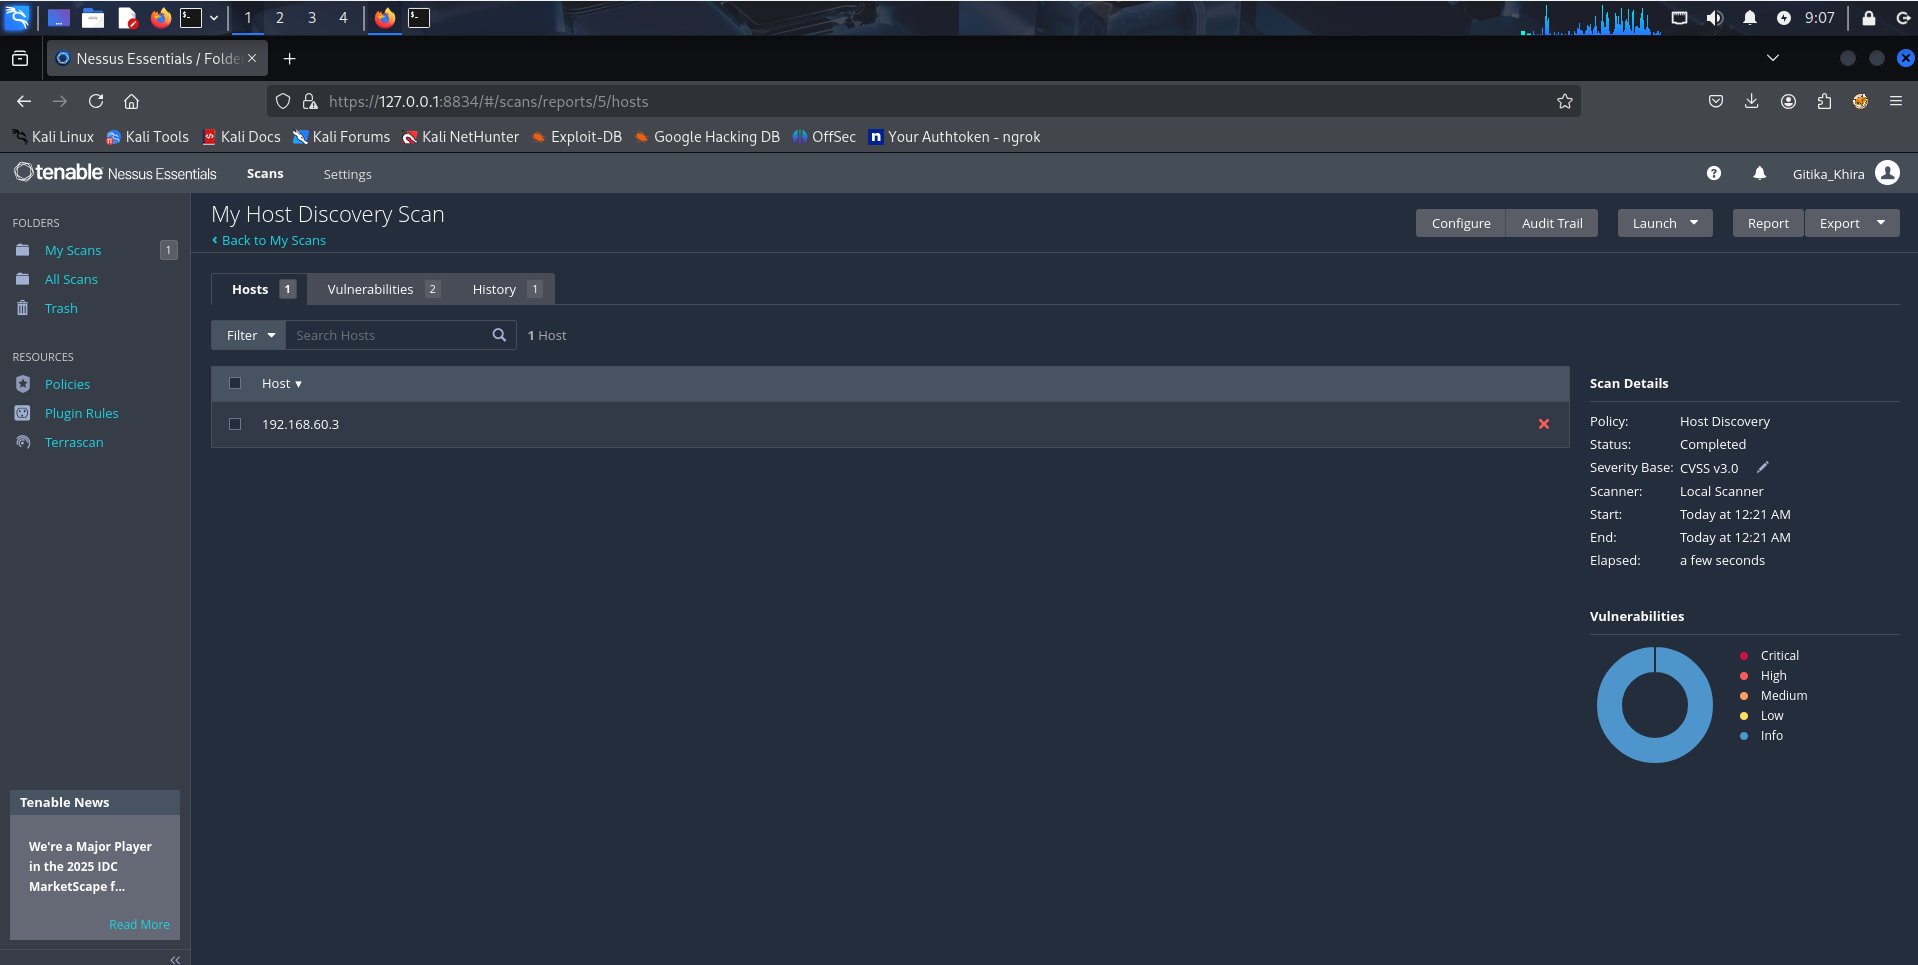 1 2 3 4 9:07
Nessus Essentials / Folde
https://127.0.0.1:8834/#/scans/reports/5/hosts
Kali Linux Kali Tools Kali Docs Kali Forums Kali NetHunter Exploit-DB Google Hacking DB OffSec n Your Authtoken - ngrok
tenable Nessus Essentials Scans Settings Gitika_Khira
FOLDERS
My Scans 1
All Scans
Trash
RESOURCES
Policies
Plugin Rules
Terrascan
Tenable News
We're a Major Player
in the 2025 IDC
MarketScape f...
Read More
My Host Discovery Scan
Back to My Scans
Configure Audit Trail Launch Report Export
Hosts 1 Vulnerabilities 2 History 1
Filter Search Hosts 1 Host
Host
192.168.60.3
Scan Details
Policy: Host Discovery
Status: Completed
Severity Base: CVSS v3.0
Scanner: Local Scanner
Start: Today at 12:21 AM
End: Today at 12:21 AM
Elapsed: a few seconds
Vulnerabilities
Critical
High
Medium
Low
Info